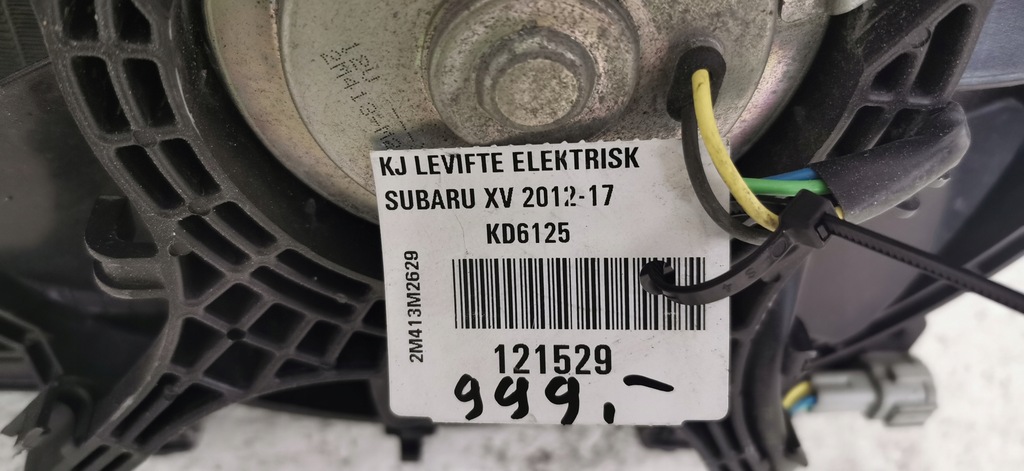 KJ LEVIFTE ELEKTRISK
SUBARU XV 2012-17
KD6125
2M413M2629
121529
999,-